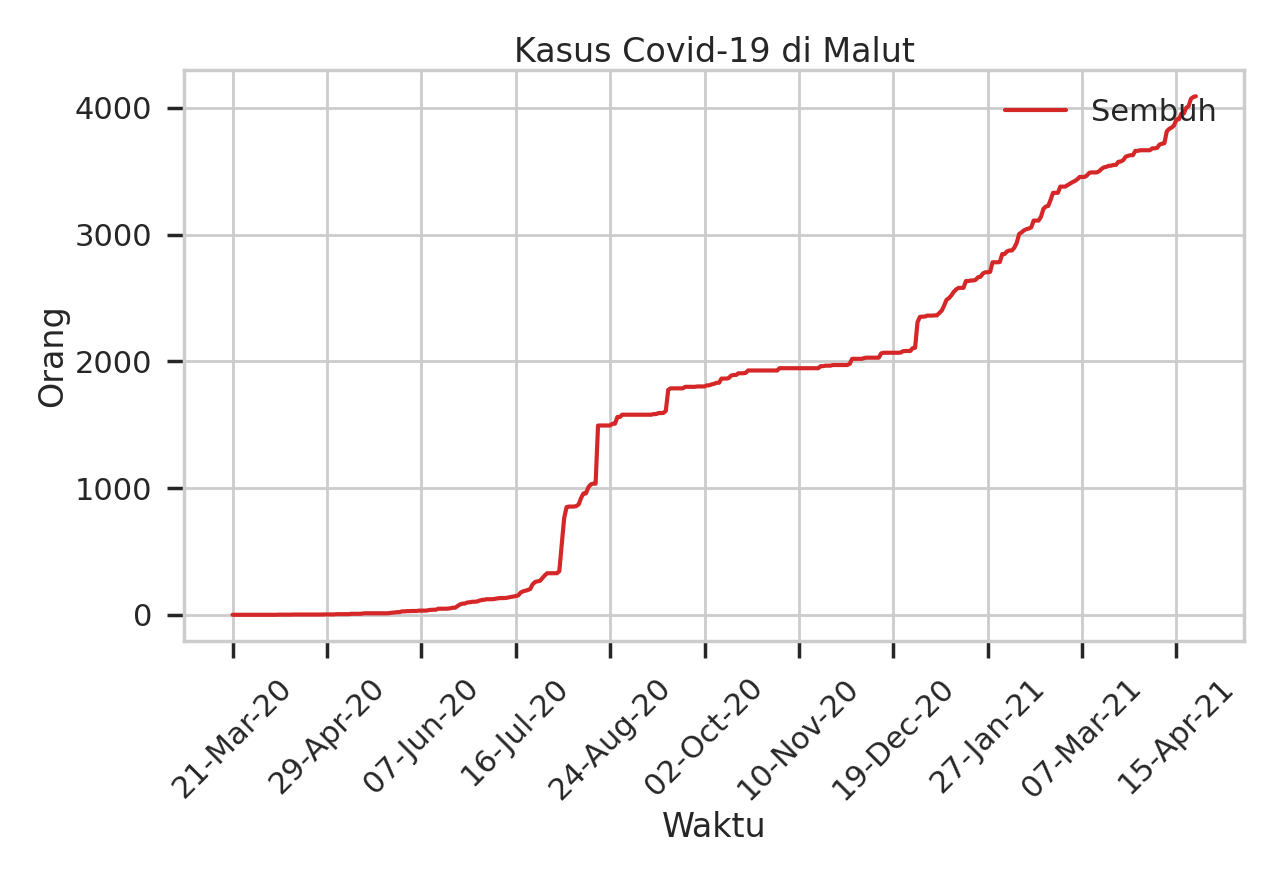 Kasus Covid-19 di Malut
Sembuh
4000
3000
2000
1000
0
Orang
21-Mar-20
29-Apr-20
07-Jun-20
16-Jul-20
24-Aug-20
02-Oct-20
10-Nov-20
19-Dec-20
27-Jan-21
07-Mar-21
15-Apr-21
Waktu